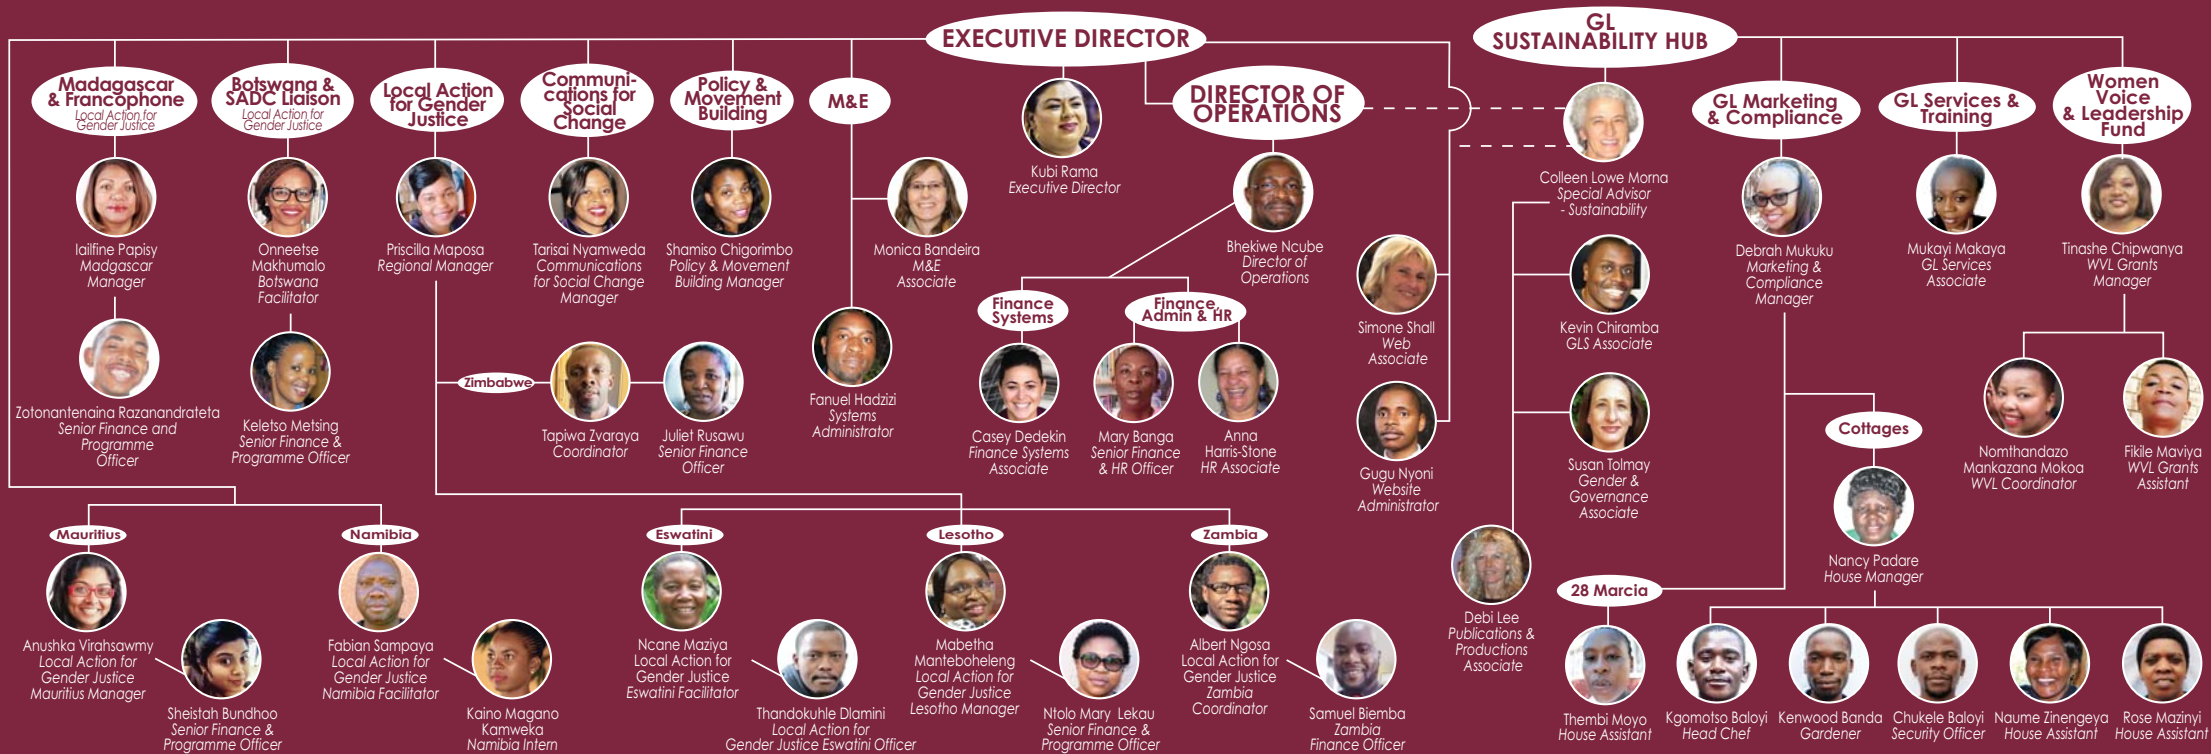 EXECUTIVE DIRECTOR
GL
SUSTAINABILITY HUB
Madagascar
& Francophone
Local Action for
Gender Justice
Botswana &
SADC Liaison
Local Action for
Gender Justice
Local Action
for Gender
Justice
Communi-
cations for
Social
Change
Policy &
Movement
Building
M&E
DIRECTOR OF
OPERATIONS
GL Marketing
& Compliance
GL Services &
Training
Women
Voice
& Leadership
Fund
Iailfine Papisy
Madgascar
Manager
Onneetse
Makhumalo
Botswana
Facilitator
Priscilla Maposa
Regional Manager
Tarisai Nyamweda
Communications
for Social Change
Manager
Shamiso Chigorimbo
Policy & Movement
Building Manager
Monica Bandeira
M&E
Associate
Kubi Rama
Executive Director
Bhekiwe Ncube
Director of
Operations
Colleen Lowe Morna
Special Advisor
- Sustainability
Debrah Mukuku
Marketing &
Compliance
Manager
Mukayi Makaya
GL Services
Associate
Tinashe Chipwanya
WVL Grants
Manager
Zotonantenaina Razanandrateta
Senior Finance and
Programme
Officer
Keletso Metsing
Senior Finance &
Programme Officer
Zimbabwe
Tapiwa Zvaraya
Coordinator
Juliet Rusawu
Senior Finance
Officer
Fanuel Hadzizi
Systems
Administrator
Finance
Systems
Finance,
Admin & HR
Casey Dedekin
Finance Systems
Associate
Mary Banga
Senior Finance
& HR Officer
Anna
Harris-Stone
HR Associate
Simone Shall
Web
Associate
Gugu Nyoni
Website
Administrator
Kevin Chiramba
GLS Associate
Susan Tolmay
Gender &
Governance
Associate
Cottages
Nancy Padare
House Manager
Nomthandazo
Mankazana Mokoa
WVL Coordinator
Fikile Maviya
WVL Grants
Assistant
Mauritius
Namibia
Eswatini
Lesotho
Zambia
Anushka Virahsawmy
Local Action for
Gender Justice
Mauritius Manager
Sheistah Bundhoo
Senior Finance &
Programme Officer
Fabian Sampaya
Local Action for
Gender Justice
Namibia Facilitator
Kaino Magano
Kamweka
Namibia Intern
Ncane Maziya
Local Action for
Gender Justice
Eswatini Facilitator
Thandokuhle Dlamini
Local Action for
Gender Justice Eswatini Officer
Mabetha
Manteboheleng
Local Action for
Gender Justice
Lesotho Manager
Ntolo Mary Lekau
Senior Finance &
Programme Officer
Albert Ngosa
Local Action for
Gender Justice
Zambia
Coordinator
Samuel Biemba
Zambia
Finance Officer
Debi Lee
Publications &
Productions
Associate
28 Marcia
Thembi Moyo
House Assistant
Kgomotso Baloyi
Head Chef
Kenwood Banda
Gardener
Chukele Baloyi
Security Officer
Naume Zinengeya
House Assistant
Rose Mazinyi
House Assistant